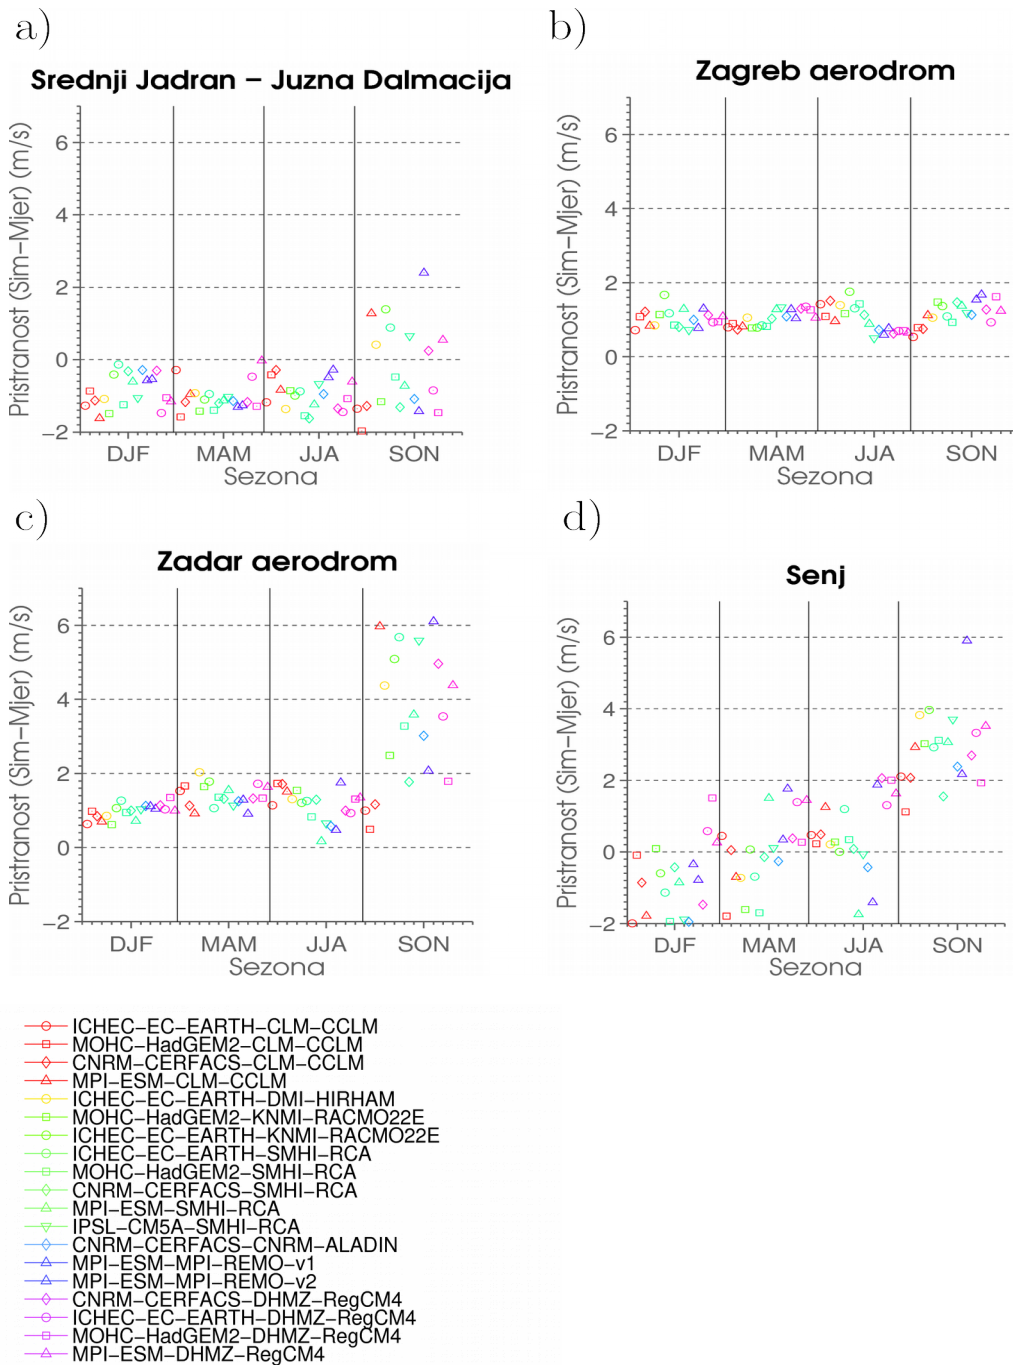 a)
Srednji Jadran – Juzna Dalmacija
Pristranost (Sim–Mjer) (m/s)
6
4
2
0
–2
DJF MAM JJA SON
Sezona
b)
Zagreb aerodrom
Pristranost (Sim–Mjer) (m/s)
6
4
2
0
–2
DJF MAM JJA SON
Sezona
c)
Zadar aerodrom
Pristranost (Sim–Mjer) (m/s)
6
4
2
0
–2
DJF MAM JJA SON
Sezona
d)
Senj
Pristranost (Sim–Mjer) (m/s)
6
4
2
0
–2
DJF MAM JJA SON
Sezona
ICHEC–EC–EARTH–CLM–CCLM
MOHC–HadGEM2–CLM–CCLM
CNRM–CERFACS–CLM–CCLM
MPI–ESM–CLM–CCLM
ICHEC–EC–EARTH–DMI–HIRHAM
MOHC–HadGEM2–KNMI–RACMO22E
ICHEC–EC–EARTH–KNMI–RACMO22E
ICHEC–EC–EARTH–SMHI–RCA
MOHC–HadGEM2–SMHI–RCA
CNRM–CERFACS–SMHI–RCA
MPI–ESM–SMHI–RCA
IPSL–CM5A–SMHI–RCA
CNRM–CERFACS–CNRM–ALADIN
MPI–ESM–MPI–REMO–v1
MPI–ESM–MPI–REMO–v2
CNRM–CERFACS–DHMZ–RegCM4
ICHEC–EC–EARTH–DHMZ–RegCM4
MOHC–HadGEM2–DHMZ–RegCM4
MPI–ESM–DHMZ–RegCM4